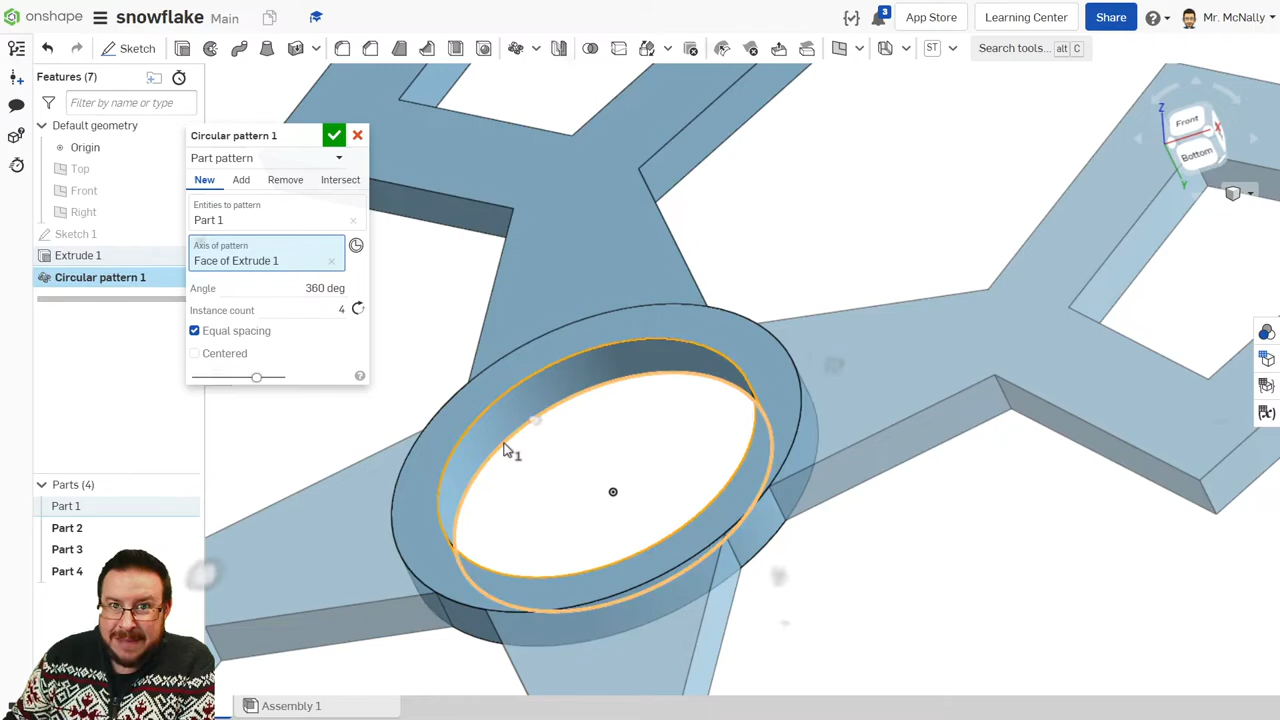 onshape
snowflake
Main
3
App Store
Learning Center
Share
Mr. McNally
Sketch
ST
Search tools...
alt
C
Features (7)
Filter by name or type
Default geometry
Origin
Top
Front
Right
Sketch 1
Extrude 1
Circular pattern 1
Circular pattern 1
Part pattern
New
Add
Remove
Intersect
Entities to pattern
Part 1
Axis of pattern
Face of Extrude 1
Angle
360 deg
Instance count
4
Equal spacing
Centered
1
Z
Front
X
Bottom
Y
Parts (4)
Part 1
Part 2
Part 3
Part 4
Assembly 1